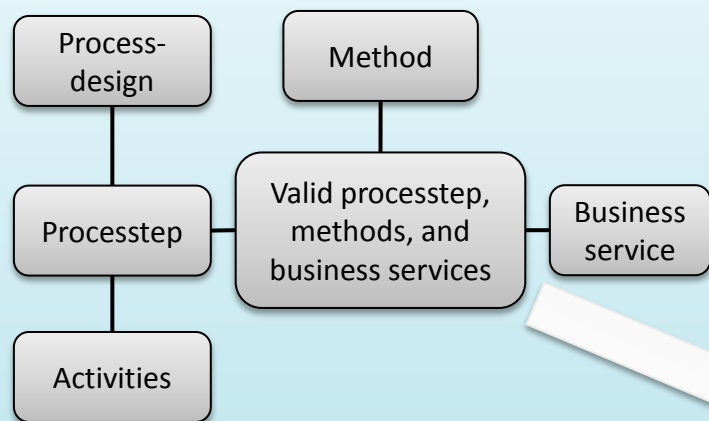 Process-
design
Method
Processtep
Valid processtep,
methods, and
business services
Business
service
Activities